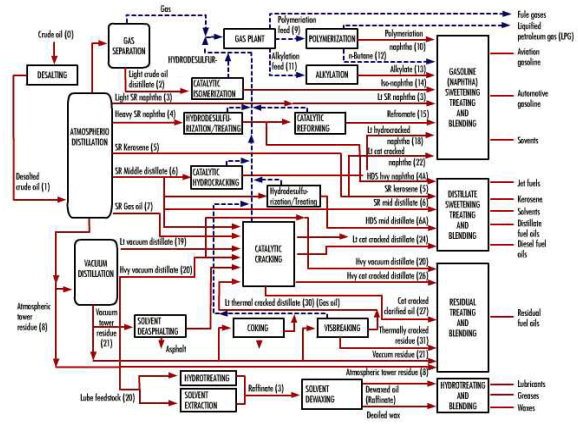 Gas
Polymeriation
feed (9)
Fule gases
Liquified
petroleum gas (LPG)
Crude oil (0)
GAS
SEPARATION
GAS PLANT
POLYMERIZATION
Polymeriation
naphtha (10)
n-Butane (12)
Aviation
gasoline
DESALTING
HYDRODESULFUR-
Alkylation
feed (11)
ALKYLATION
Alkylate (13)
Iso-naphtha (14)
Light crude oil
distillate (2)
CATALYTIC
ISOMERIZATION
GASOLINE
(NAPHTHA)
SWEETENING
TREATING
AND
BLENDING
Light SR naphtha (3)
Lt SR naphtha (3)
Automotive
gasoline
Heavy SR naphtha (4)
HYDRODESULFU-
RIZATION/TREATING
CATALYTIC
REFORMING
Refromate (15)
ATMOSPHERIO
DISTILLATION
Lt hydrocracked
naphtha (18)
Sovents
SR Kerosene (5)
Lt cat cracked
naphtha (22)
SR Middle distillate (6)
CATALYTIC
HYDROCRACKING
HDS hvy naphtha (4A)
Desalted
crude oil (1)
SR kerosene (5)
Jet fuels
Hydrodesulfu-
rization/Treating
SR mid distillate (6)
Kerosene
SR Gas oil (7)
DISTILLATE
SWEETENING
TREATING
AND
BLENDING
Solvents
HDS mid distillate (6A)
Distillate
fuel oils
Lt vacuum distillate (19)
CATALYTIC
CRACKING
Lt cat cracked distillate (24)
Diesel fuel
oils
VACUUM
DISTILLATION
Hvy vacuum distillate (20)
Hvy vacuum distillate (20)
Hvy cat cracked distillate (26)
Atmospheric
tower residue
(8)
Vacuum
tower
residue
(21)
Lt thermal cracked distillate (30) (Gas oil)
Cat cracked
clarified oil
(27)
RESIDUAL
TREATING
AND
BLENDING
Residual
fuel oils
SOLVENT
DEASPHALTING
COKING
VISBREAKING
Thermally cracked
residue (31)
Asphalt
Vacuum residue (21)
Atmospheric tower residue (8)
HYDROTREATING
Raffinate (3)
Lube feedstock (20)
SOLVENT
EXTRACTION
SOLVENT
DEWAXING
Dewaxed oil
(Raffinate)
Deoiled wax
HYDROTREATING
AND
BLENDING
Lubricants
Greases
Waxes